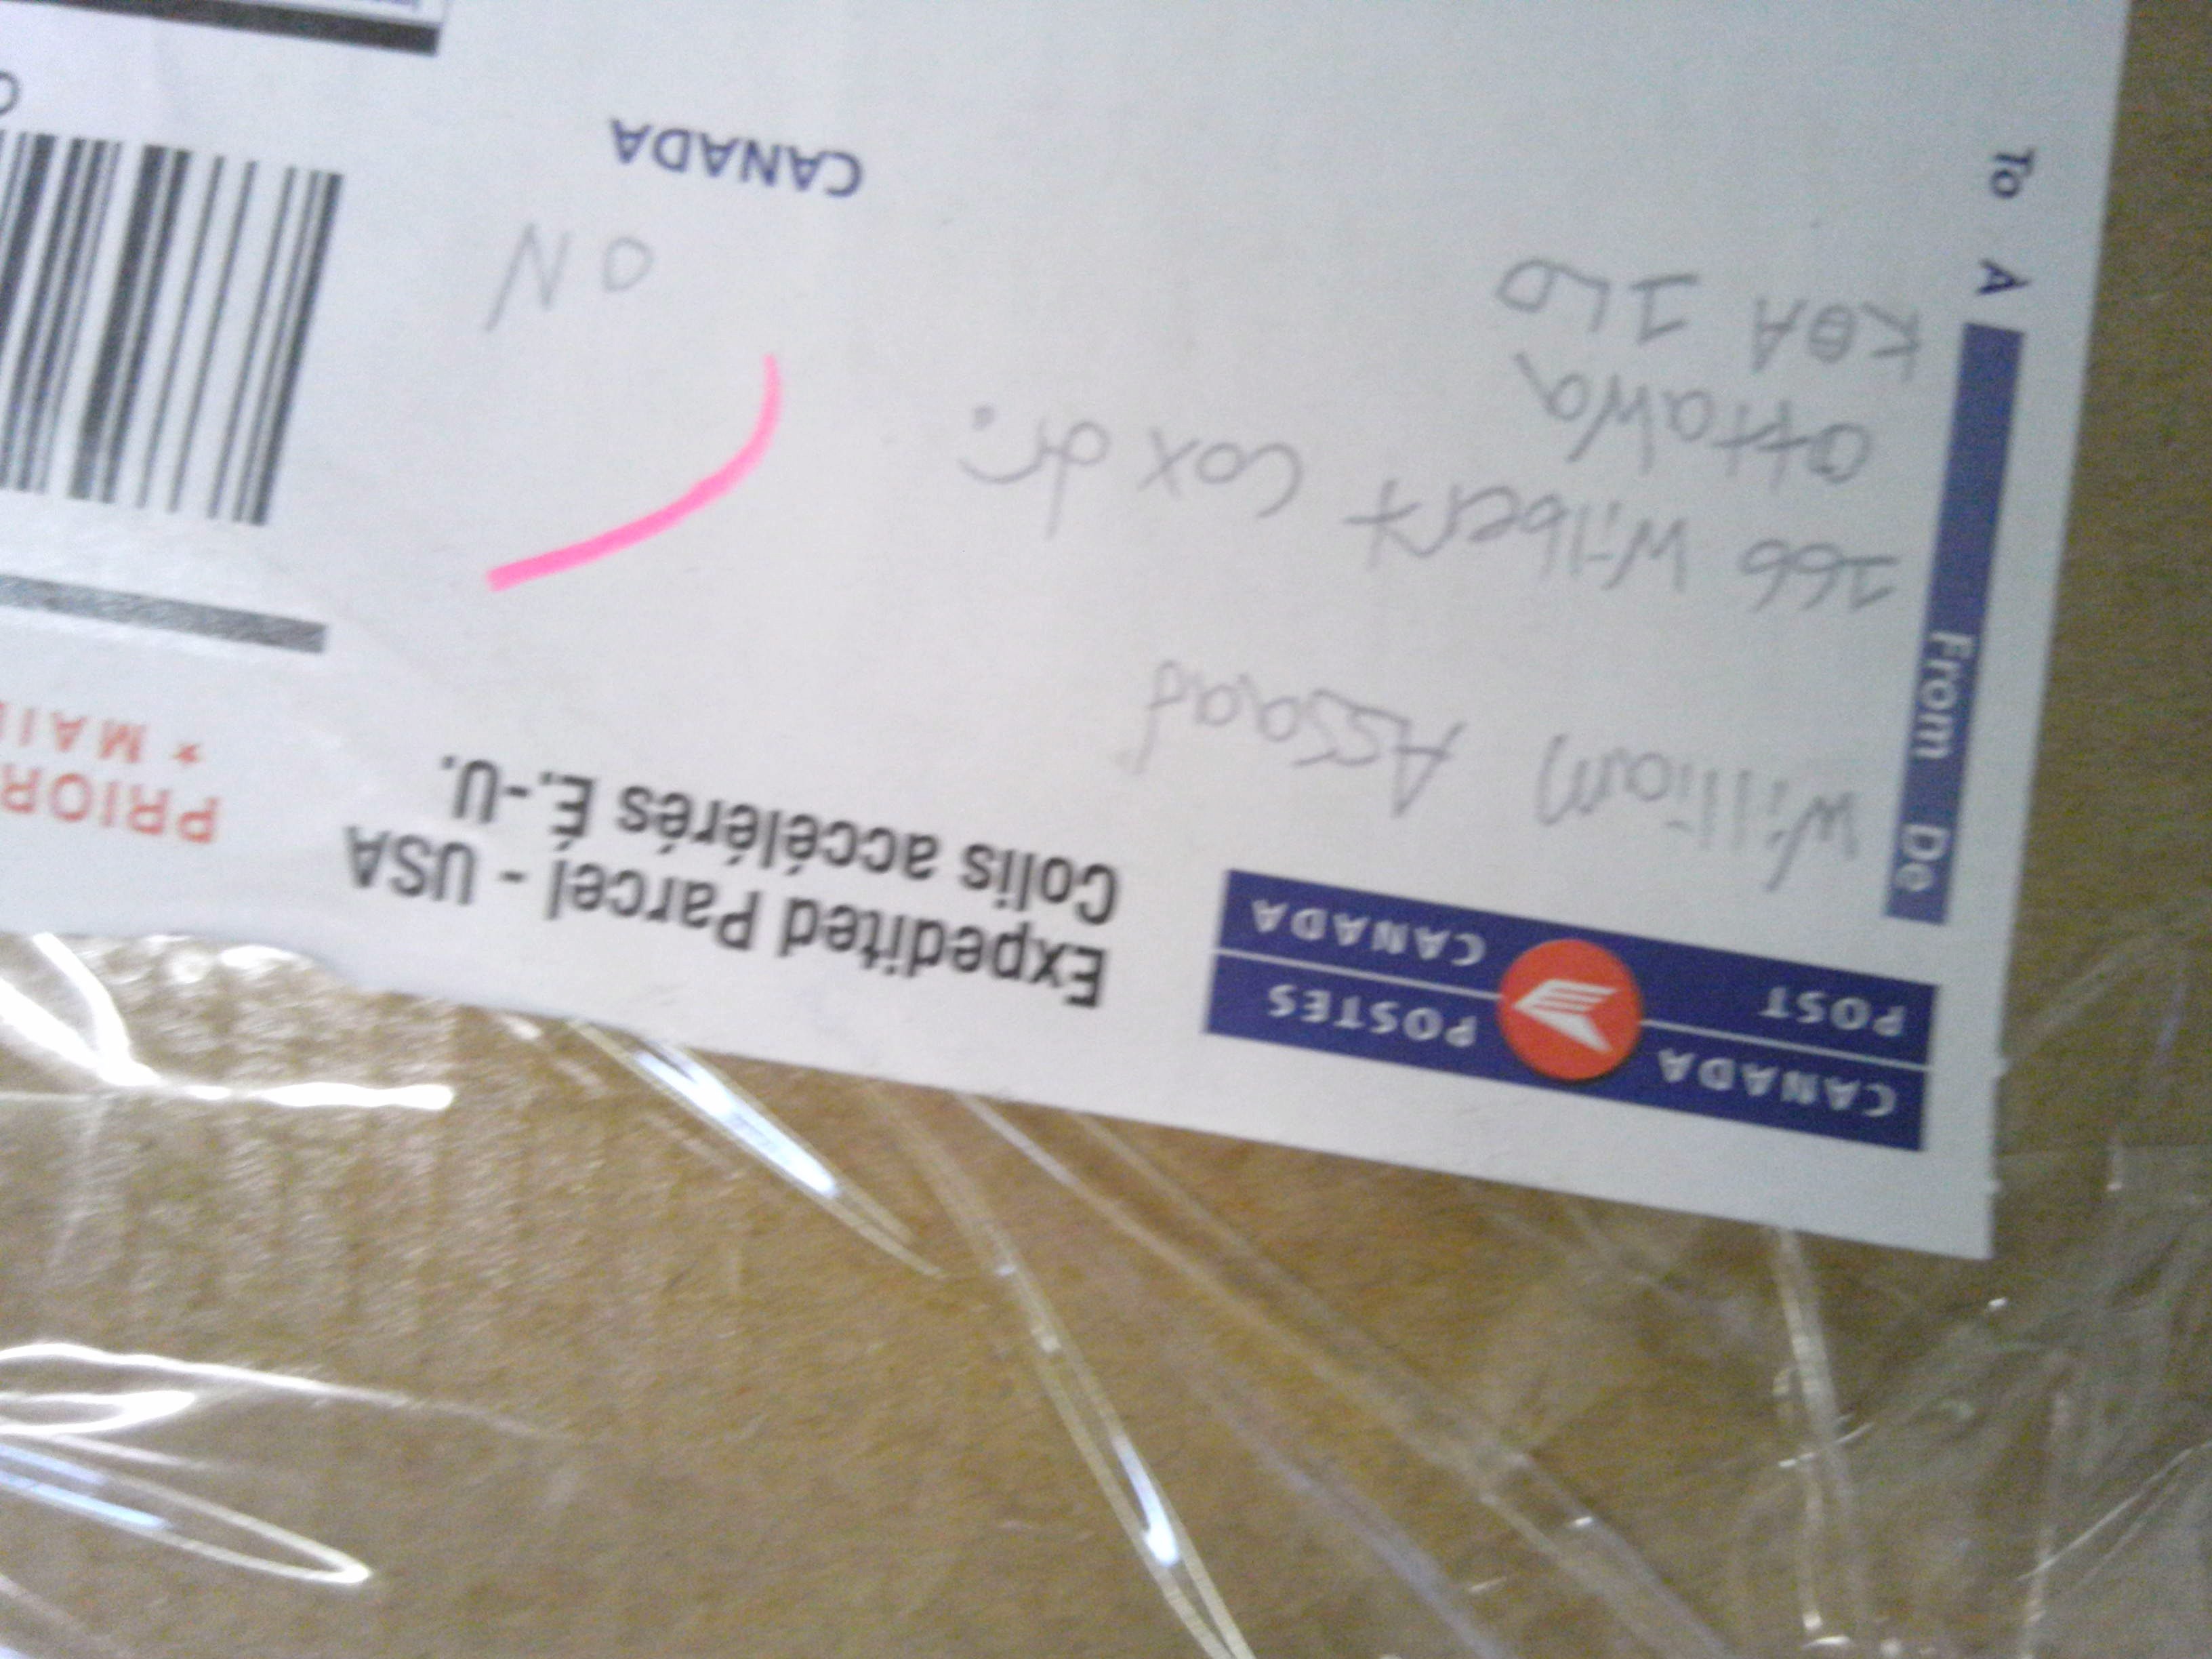 CANADA POSTES
POST CANADA
Expedited Parcel - USA
Colis accélérés É.-U.
PRIOR
★ MAI
From De
William Assaad
166 Wilbert Cox dr.
Ottawa
ON
K0A 1L0
CANADA
To A